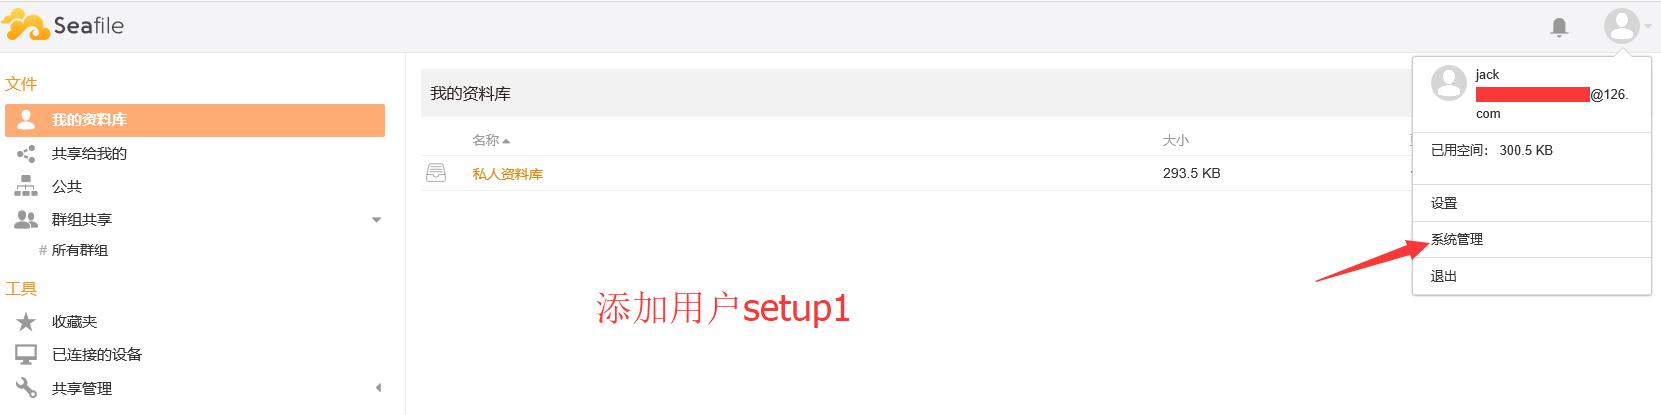 Seafile
文件
我的资料库
共享给我的
公共
群组共享
# 所有群组
工具
收藏夹
已连接的设备
共享管理
我的资料库
名称 大小
私人资料库 293.5 KB
添加用户setup1
jack
@126.
com
已用空间： 300.5 KB
设置
系统管理
退出